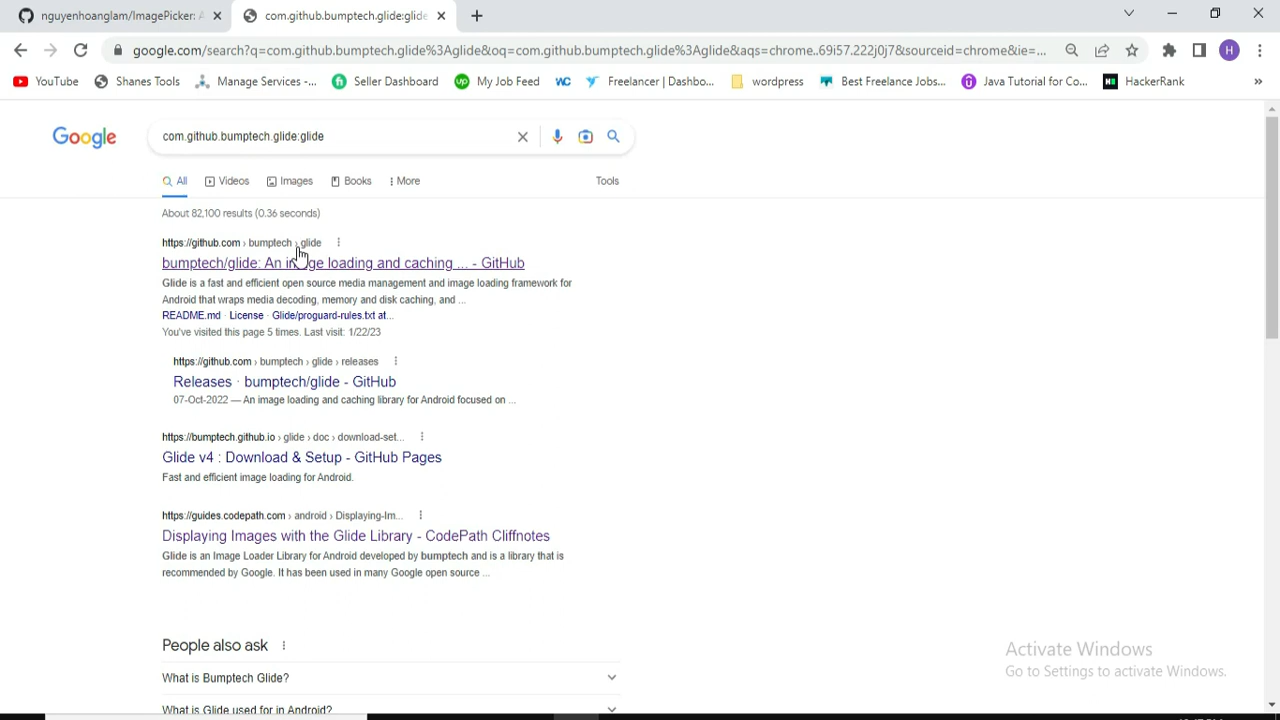 nguyenhoanglam/ImagePicker: A
com.github.bumptech.glide:glide
google.com/search?q=com.github.bumptech.glide%3Aglide&oq=com.github.bumptech.glide%3Aglide&aqs=chrome..69i57.222j0j7&sourceid=chrome&ie=...
H
YouTube
Shanes Tools
Manage Services -...
Seller Dashboard
My Job Feed
WC
Freelancer | Dashbo...
wordpress
Best Freelance Jobs...
Java Tutorial for Co...
HackerRank
»
Google
com.github.bumptech.glide:glide
All
Videos
Images
Books
More
Tools
About 82,100 results (0.36 seconds)
https://github.com › bumptech › glide
bumptech/glide: An image loading and caching ... - GitHub
Glide is a fast and efficient open source media management and image loading framework for
Android that wraps media decoding, memory and disk caching, and ...
README.md · License · Glide/proguard-rules.txt at...
You've visited this page 5 times. Last visit: 1/22/23
https://github.com › bumptech › glide › releases
Releases · bumptech/glide - GitHub
07-Oct-2022 — An image loading and caching library for Android focused on ...
https://bumptech.github.io › glide › doc › download-set...
Glide v4 : Download & Setup - GitHub Pages
Fast and efficient image loading for Android.
https://guides.codepath.com › android › Displaying-Im...
Displaying Images with the Glide Library - CodePath Cliffnotes
Glide is an Image Loader Library for Android developed by bumptech and is a library that is
recommended by Google. It has been used in many Google open source ...
People also ask
What is Bumptech Glide?
What is Glide used for in Android?
Activate Windows
Go to Settings to activate Windows.